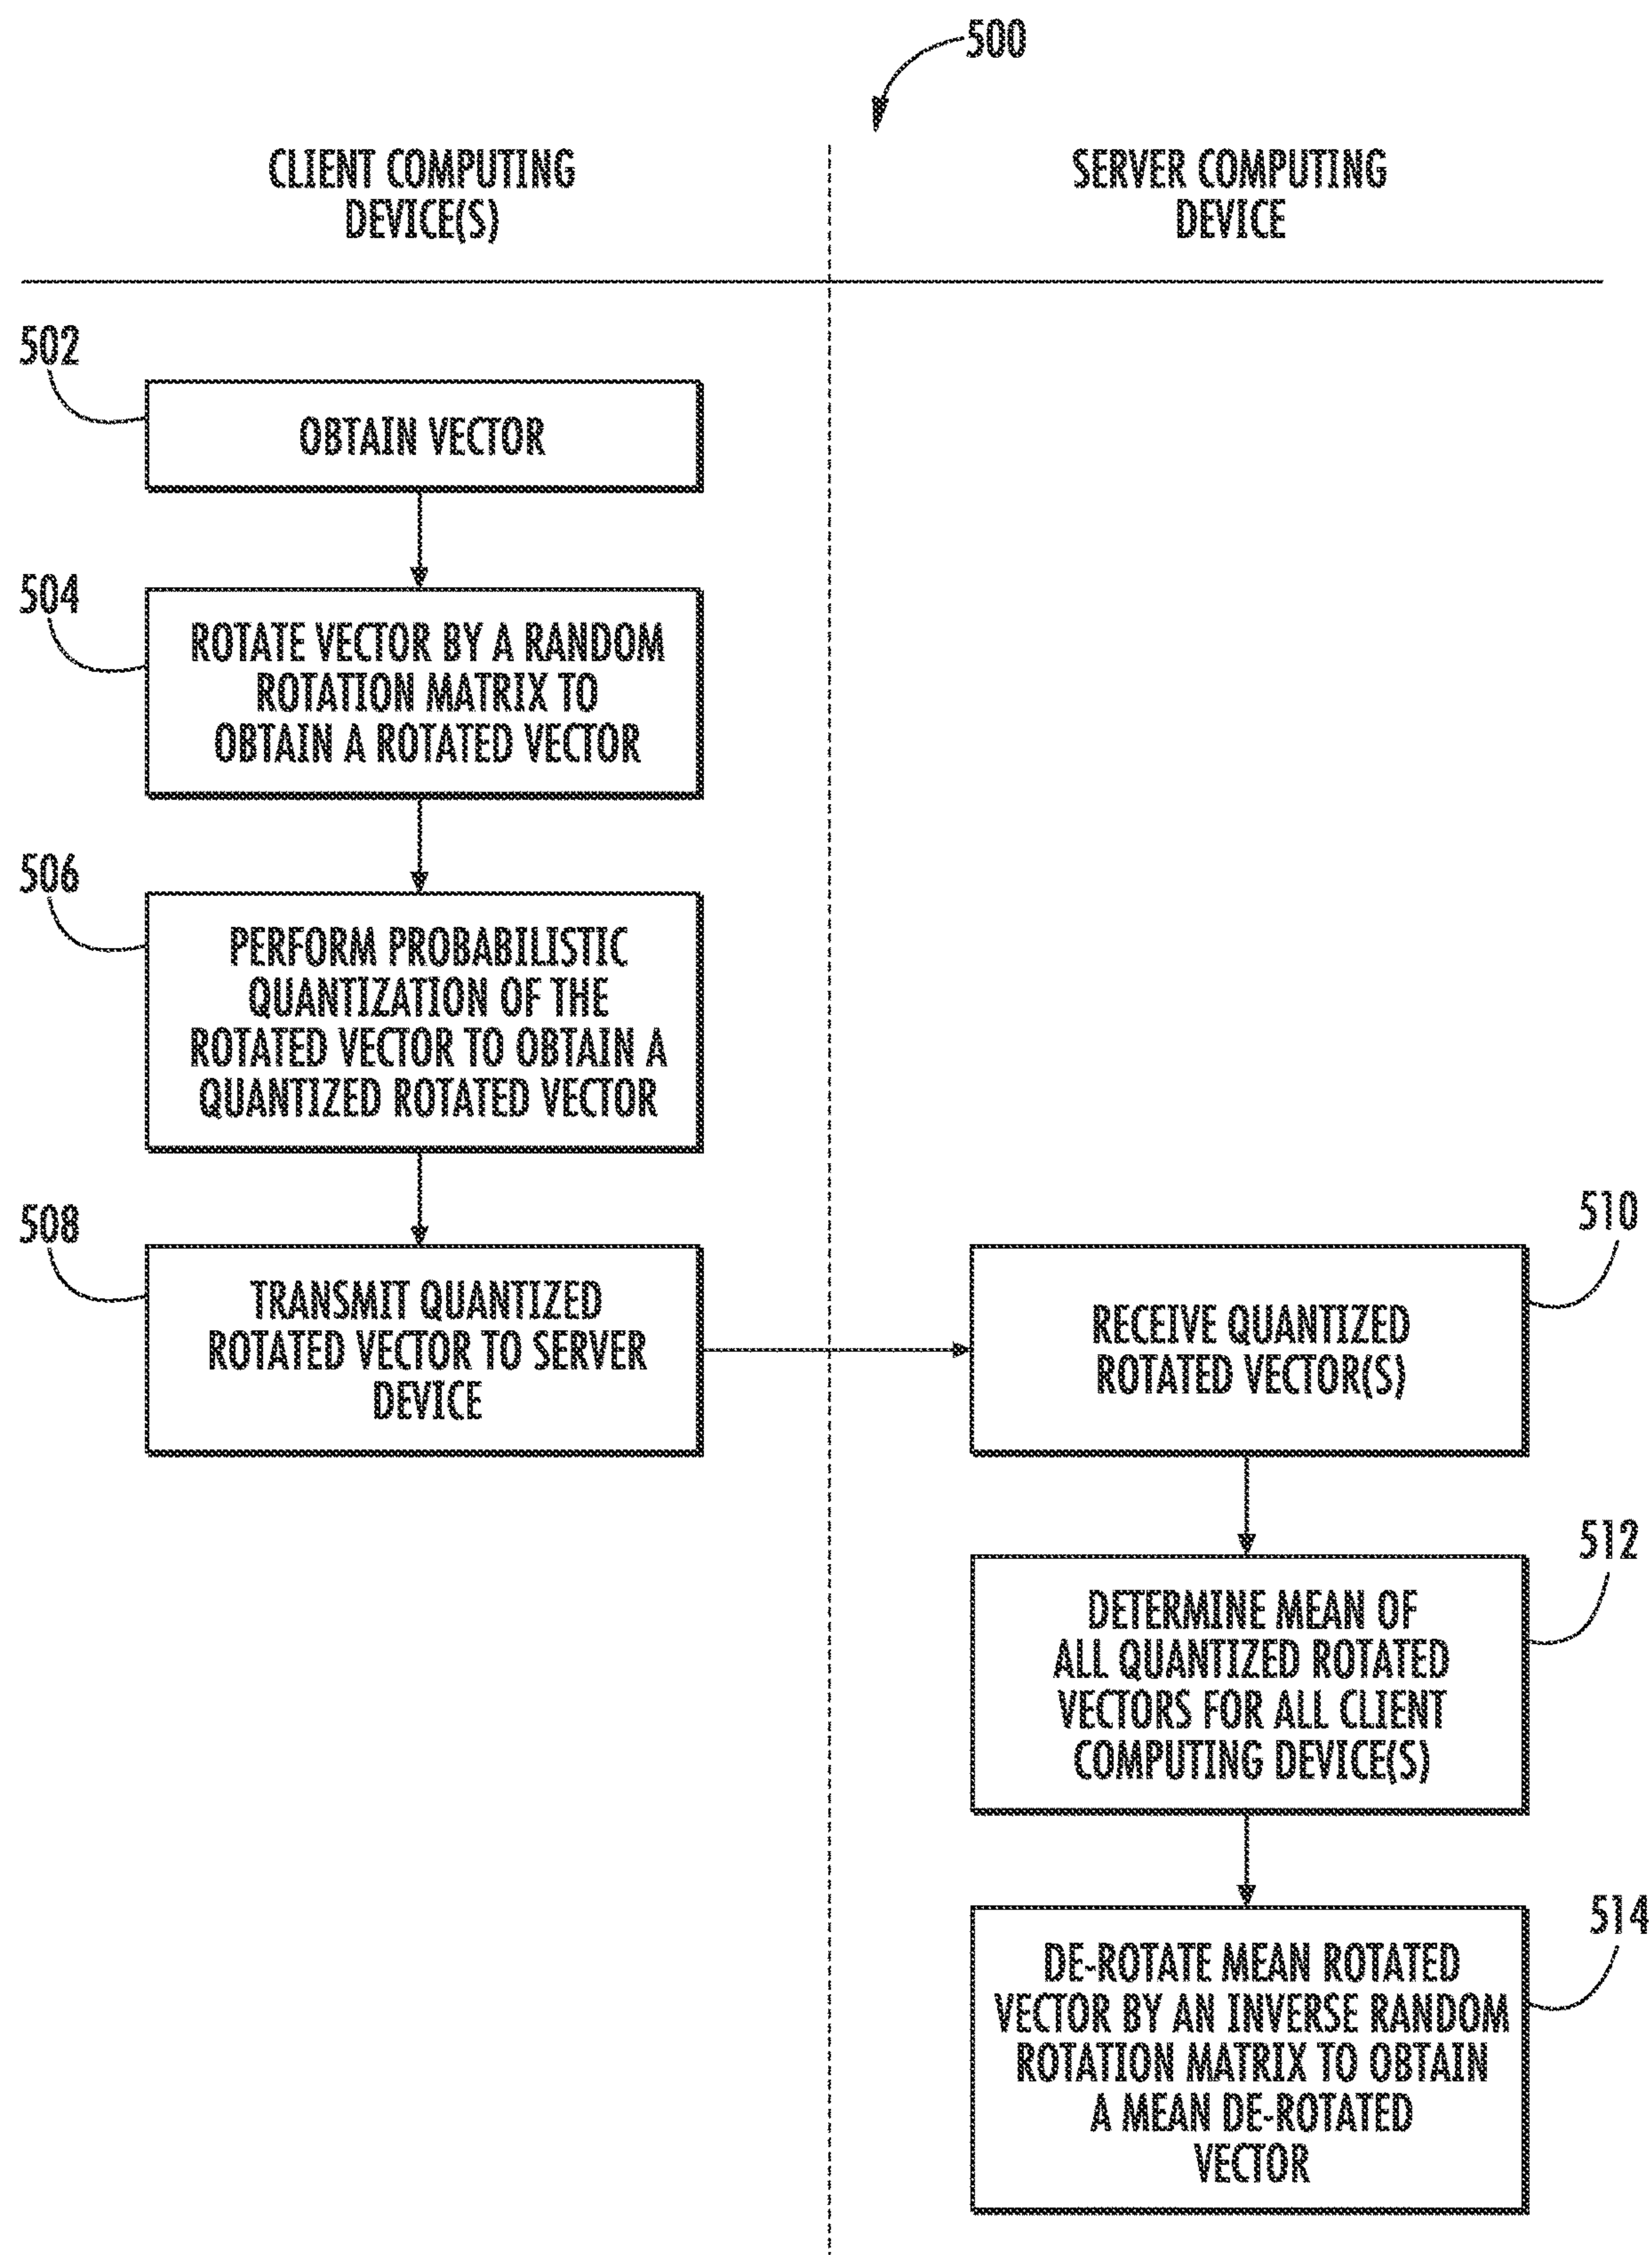 500
CLIENT COMPUTING
DEVICE(S)
SERVER COMPUTING
DEVICE
502
OBTAIN VECTOR
504
ROTATE VECTOR BY A RANDOM
ROTATION MATRIX TO
OBTAIN A ROTATED VECTOR
506
PERFORM PROBABILISTIC
QUANTIZATION OF THE
ROTATED VECTOR TO OBTAIN A
QUANTIZED ROTATED VECTOR
508
TRANSMIT QUANTIZED
ROTATED VECTOR TO SERVER
DEVICE
510
RECEIVE QUANTIZED
ROTATED VECTOR(S)
512
DETERMINE MEAN OF
ALL QUANTIZED ROTATED
VECTORS FOR ALL CLIENT
COMPUTING DEVICE(S)
514
DE-ROTATE MEAN ROTATED
VECTOR BY AN INVERSE RANDOM
ROTATION MATRIX TO OBTAIN
A MEAN DE-ROTATED
VECTOR